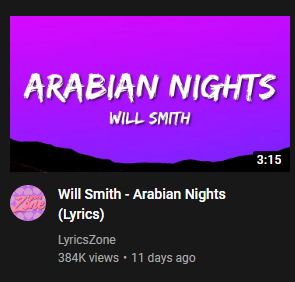 ARABIAN NIGHTS
WILL SMITH
3:15
Will Smith - Arabian Nights
(Lyrics)
LyricsZone
384K views • 11 days ago